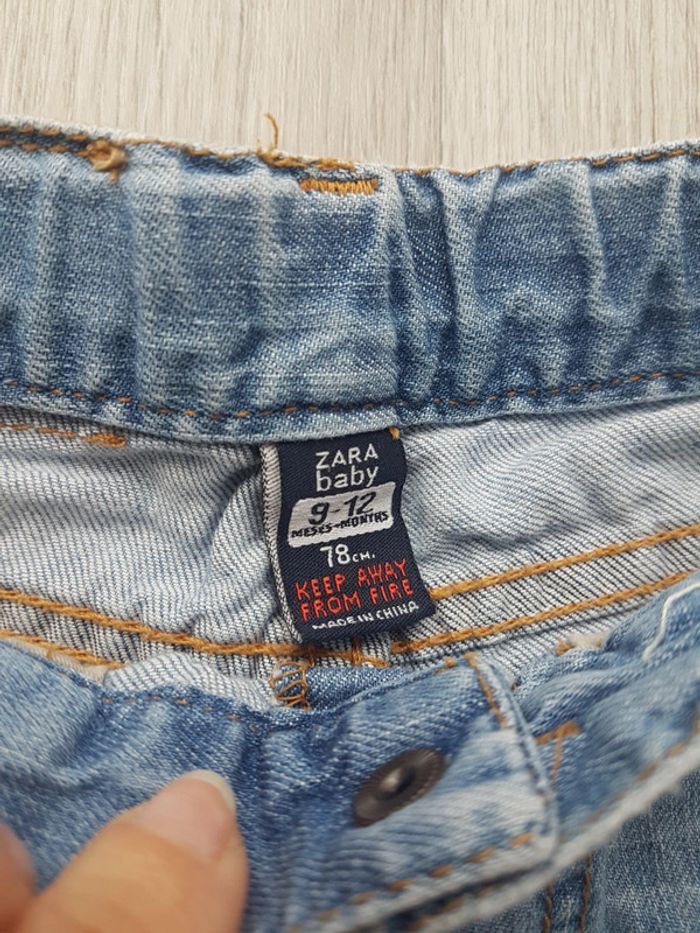 ZARA
baby
9-12
MESES-MONTHS
78CM.
KEEP AWAY
FROM FIRE
MADE IN CHINA